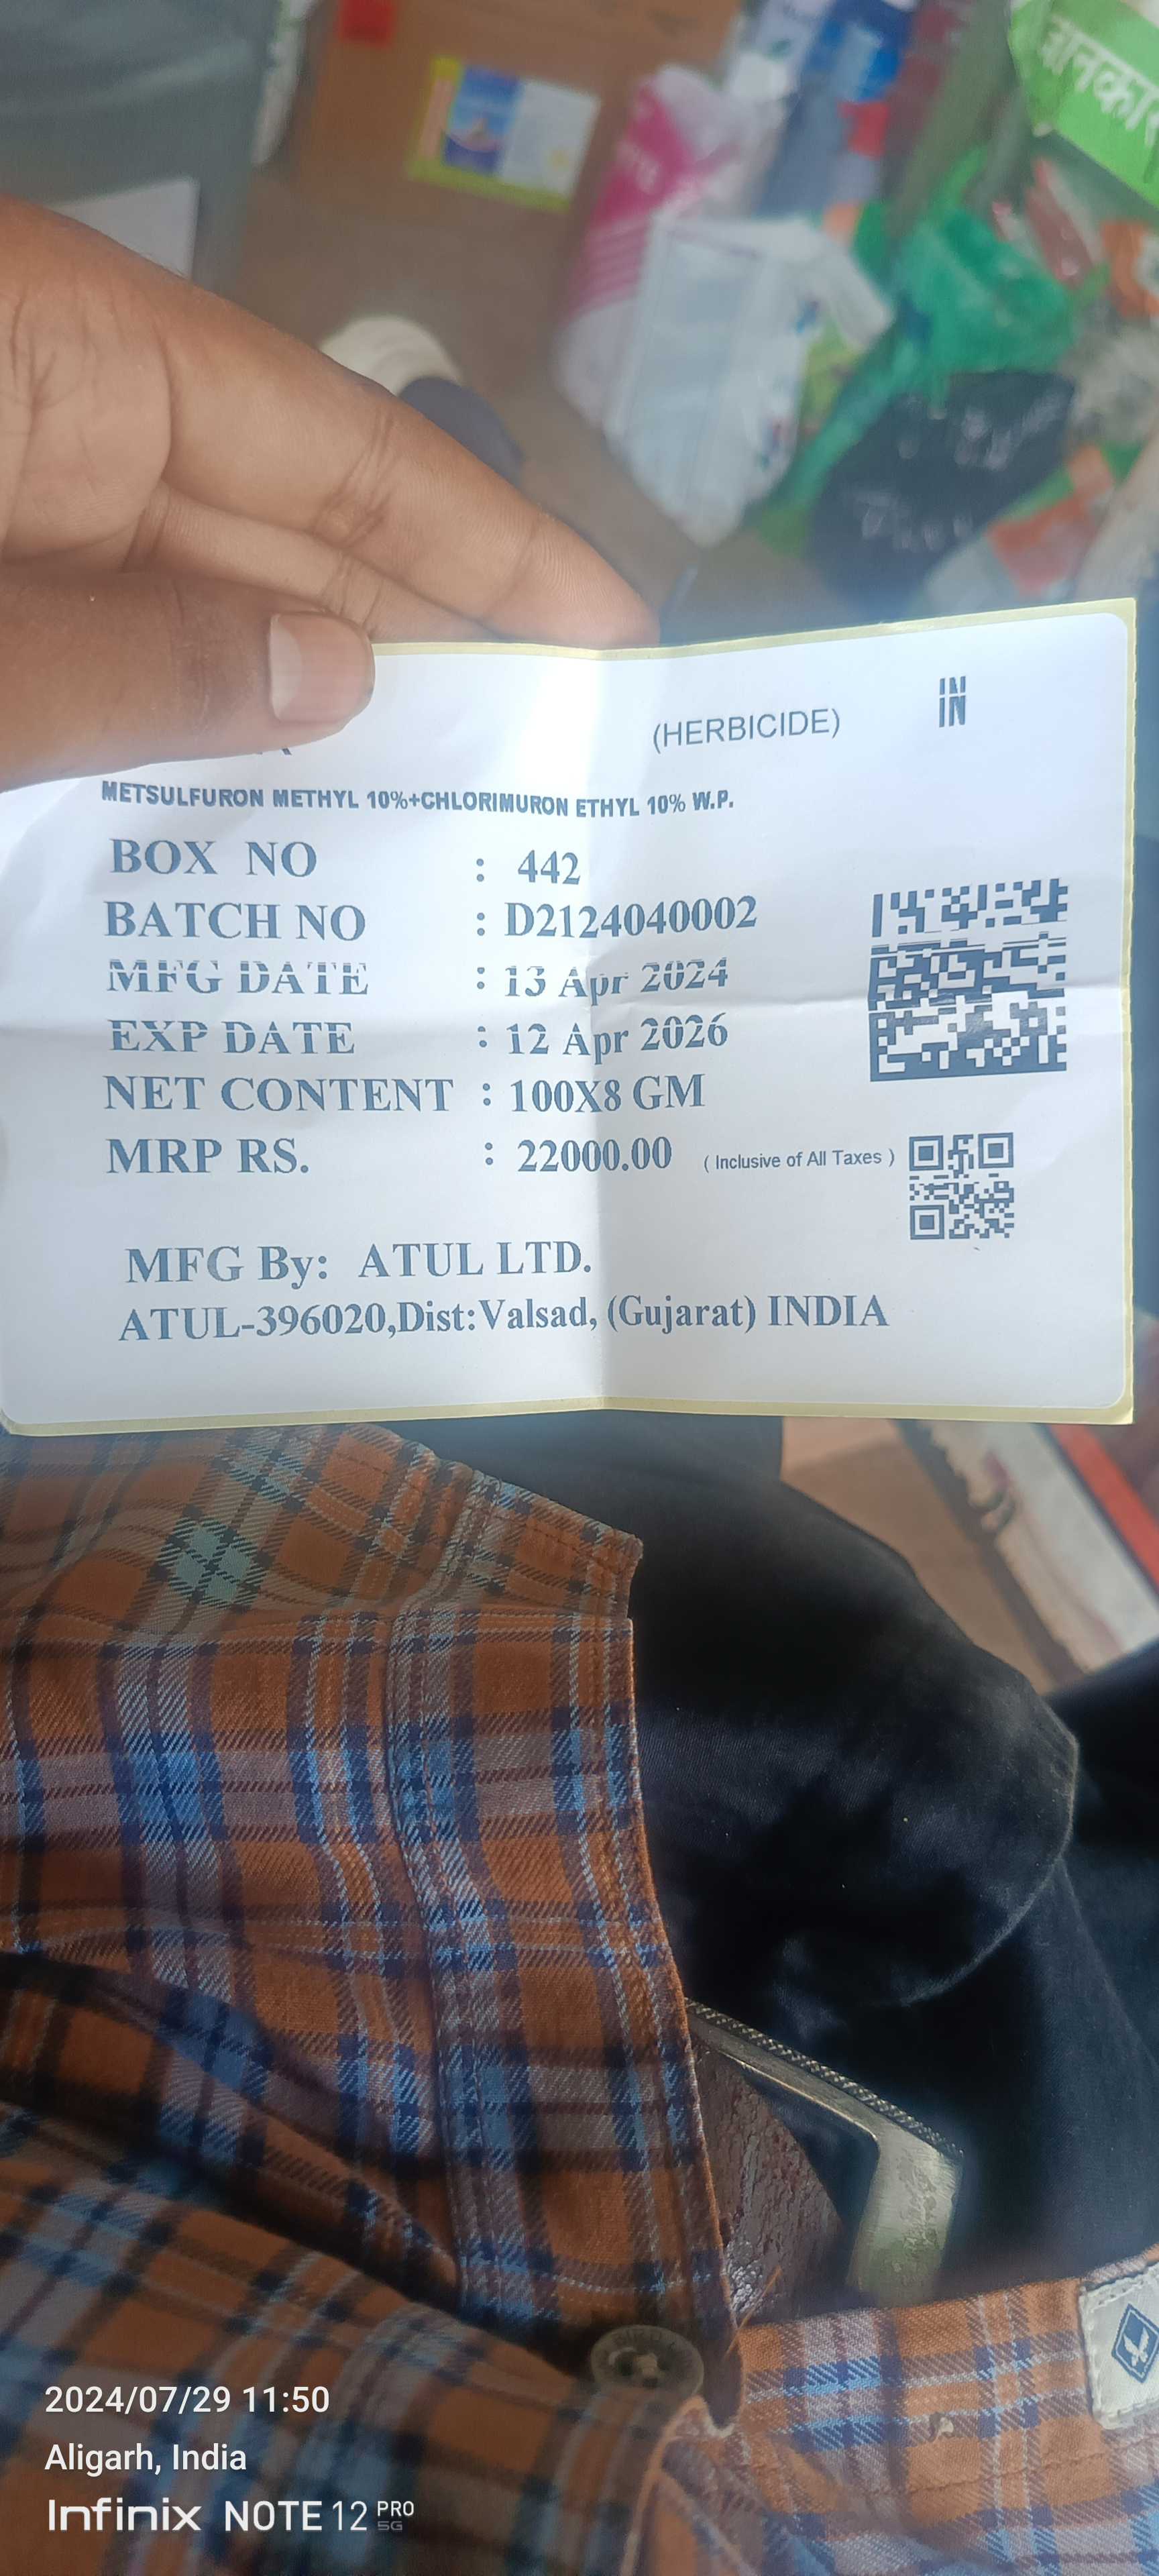 जानकार
(HERBICIDE)
IN
METSULFURON METHYL 10%+CHLORIMURON ETHYL 10% W.P.
BOX NO : 442
BATCH NO : D2124040002
MFG DATE : 13 Apr 2024
EXP DATE : 12 Apr 2026
NET CONTENT : 100X8 GM
MRP RS. : 22000.00 ( Inclusive of All Taxes )
MFG By: ATUL LTD.
ATUL-396020,Dist:Valsad, (Gujarat) INDIA
2024/07/29 11:50
Aligarh, India
Infinix NOTE 12 PRO 5G